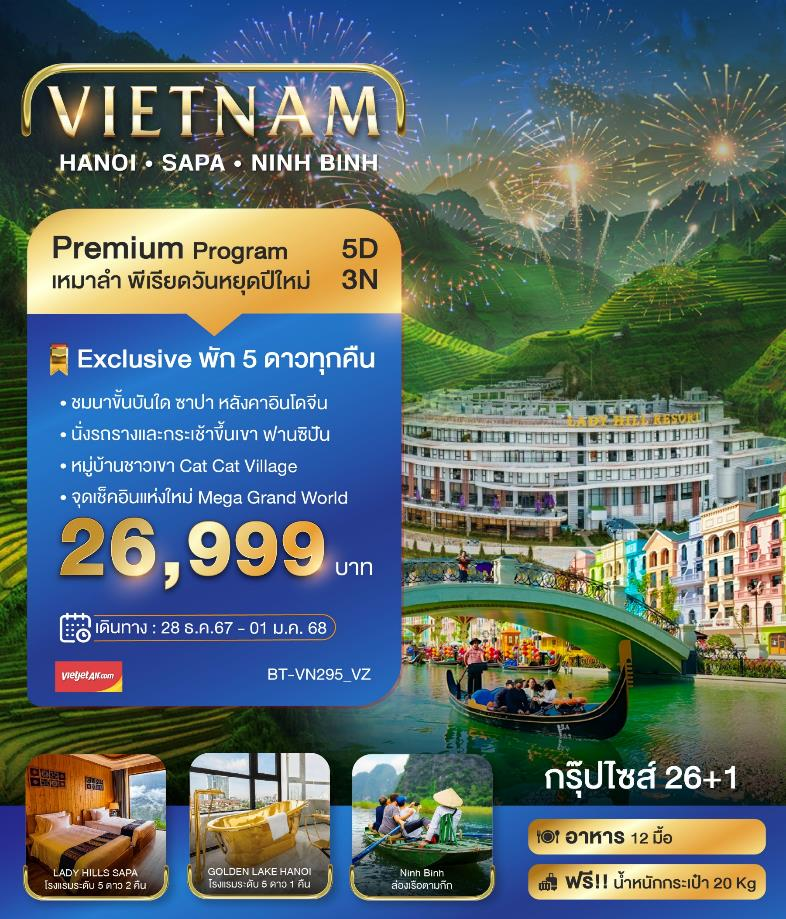 VIETNAM
HANOI • SAPA • NINH BINH
Premium Program 5D
เหมาลำ พีเรียดวันหยุดปีใหม่ 3N
Exclusive พัก 5 ดาวทุกคืน
• ชมนาขั้นบันใด ซาปา หลังคาอินโดจีน
• นั่งรถรางและกระเช้าขึ้นเขา ฟานซิปัน
• หมู่บ้านชาวเขา Cat Cat Village
• จุดเช็คอินแห่งใหม่ Mega Grand World
26,999 บาท
เดินทาง : 28 ธ.ค.67 - 01 ม.ค. 68
vietjetAir.com
BT-VN295_VZ
LADY HILL RESORT
กรุ๊ปไซส์ 26+1
อาหาร 12 มื้อ
ฟรี!! น้ำหนักกระเป๋า 20 Kg
LADY HILLS SAPA
โรงแรมระดับ 5 ดาว 2 คืน
GOLDEN LAKE HANOI
โรงแรมระดับ 5 ดาว 1 คืน
Ninh Binh
ล่องเรือตามก๊ก